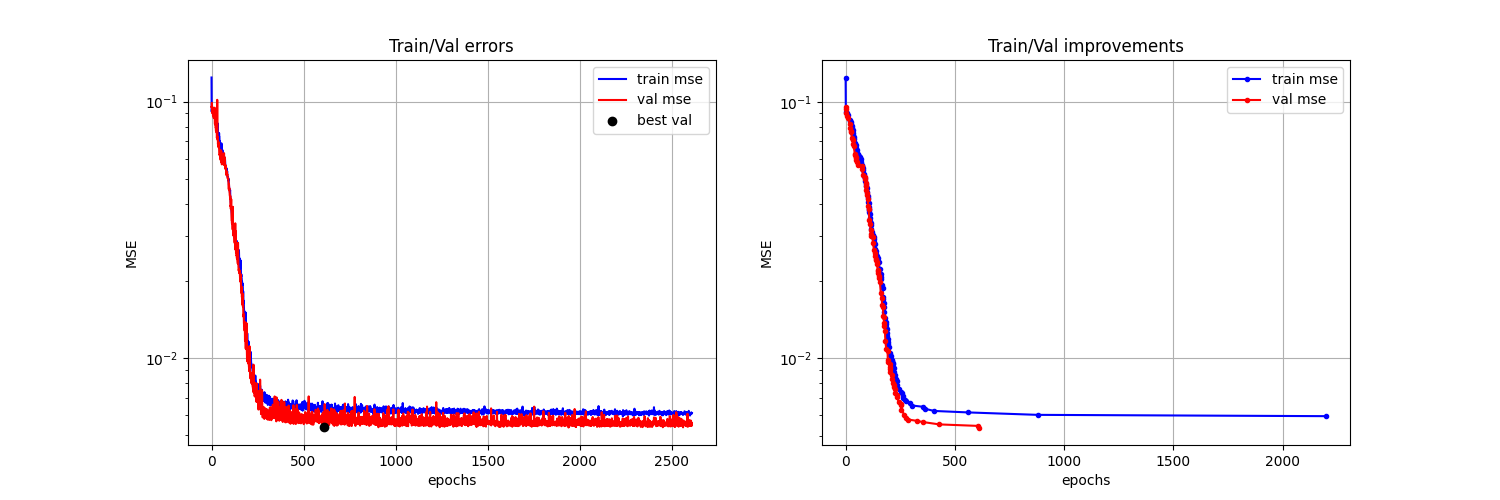 Train/Val errors
train mse
val mse
best val
10⁻¹
10⁻²
MSE
0 500 1000 1500 2000 2500
epochs
Train/Val improvements
train mse
val mse
10⁻¹
10⁻²
MSE
0 500 1000 1500 2000
epochs